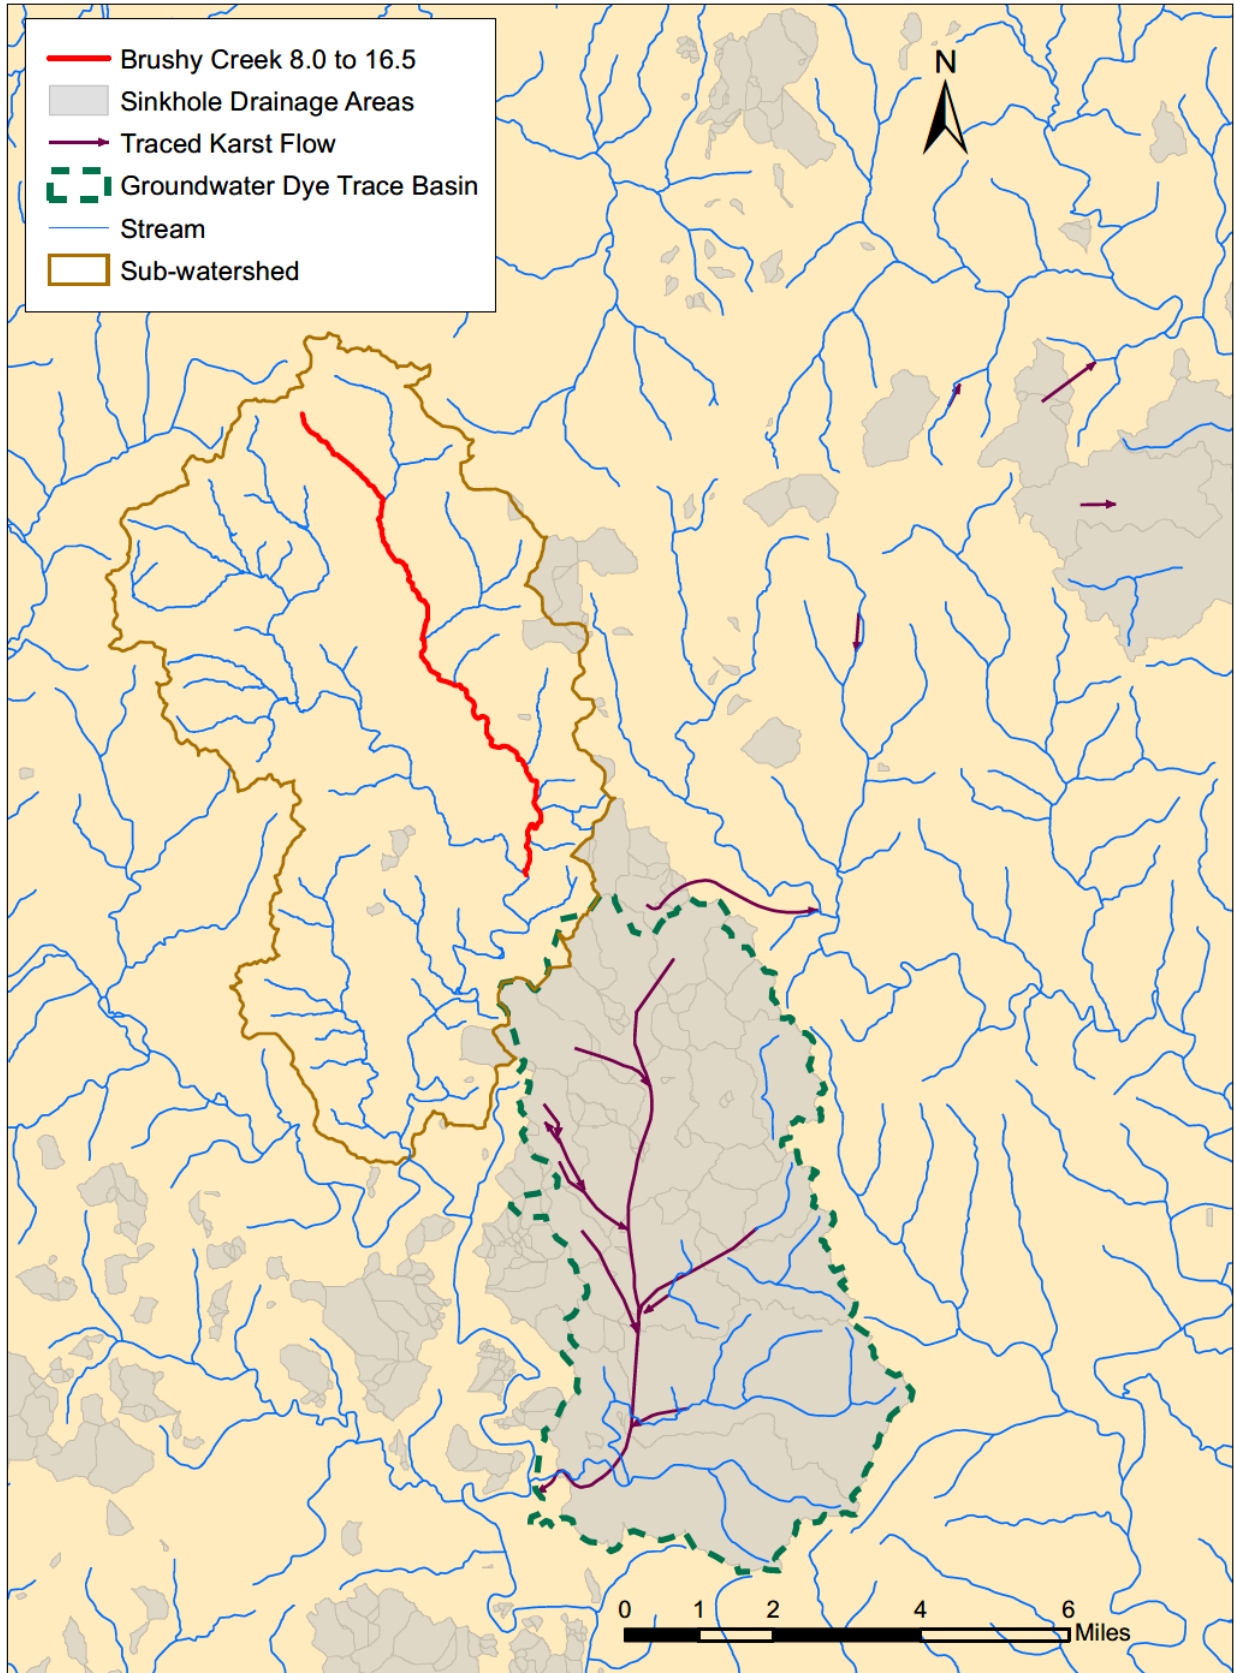 Brushy Creek 8.0 to 16.5
Sinkhole Drainage Areas
Traced Karst Flow
Groundwater Dye Trace Basin
Stream
Sub-watershed
N
0 1 2 4 6
Miles